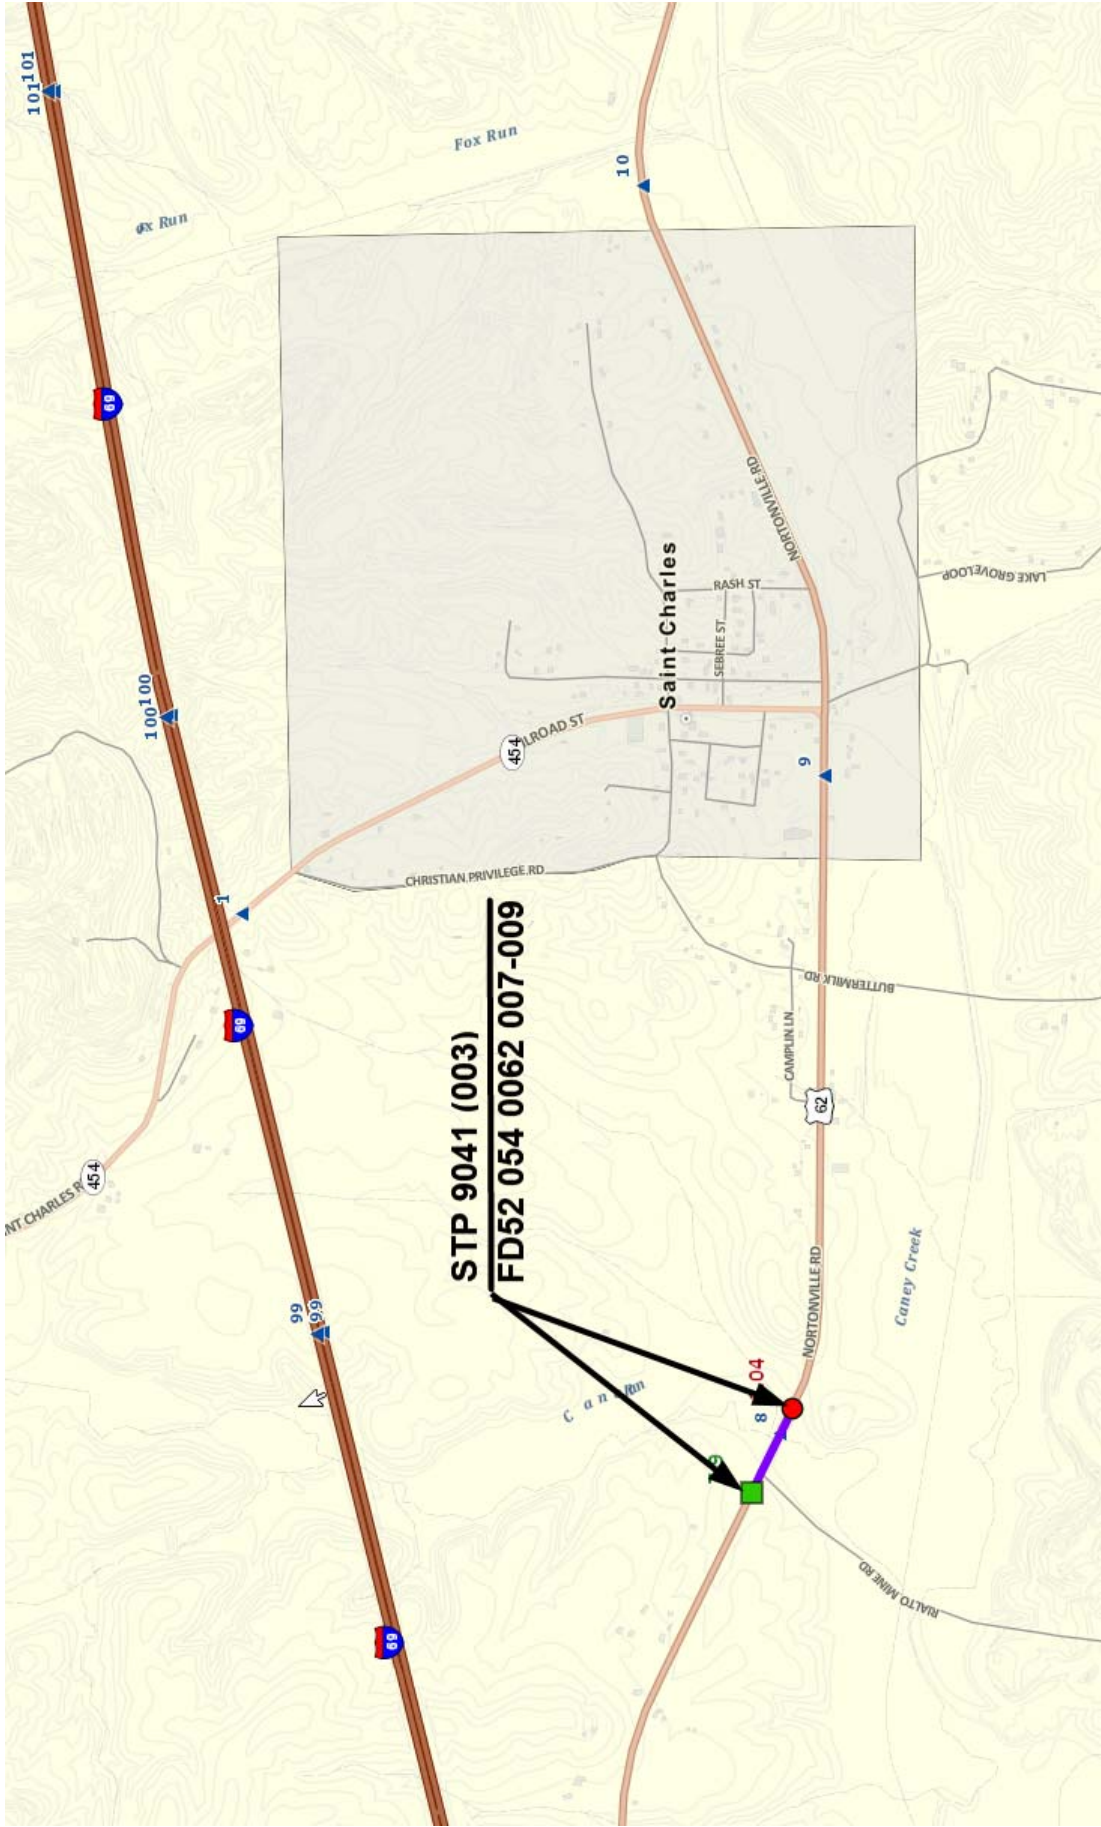 101
101
454
NT CHARLES R
69
100
100
ox Run
69
1
99
99
69
CHRISTIAN PRIVILEGE RD
STP 9041 (003)
FD52 054 0062 007-009
Fox Run
454
ILROAD ST
10
Saint Charles
RASH ST
SEBREE ST
04
8
9
CAMPLIN LN
NORTONVILLE RD
NORTONVILLE RD
62
BUTTERMILK RD
RIALTO MINE RD
Caney Creek
LAKE GROVE LOOP